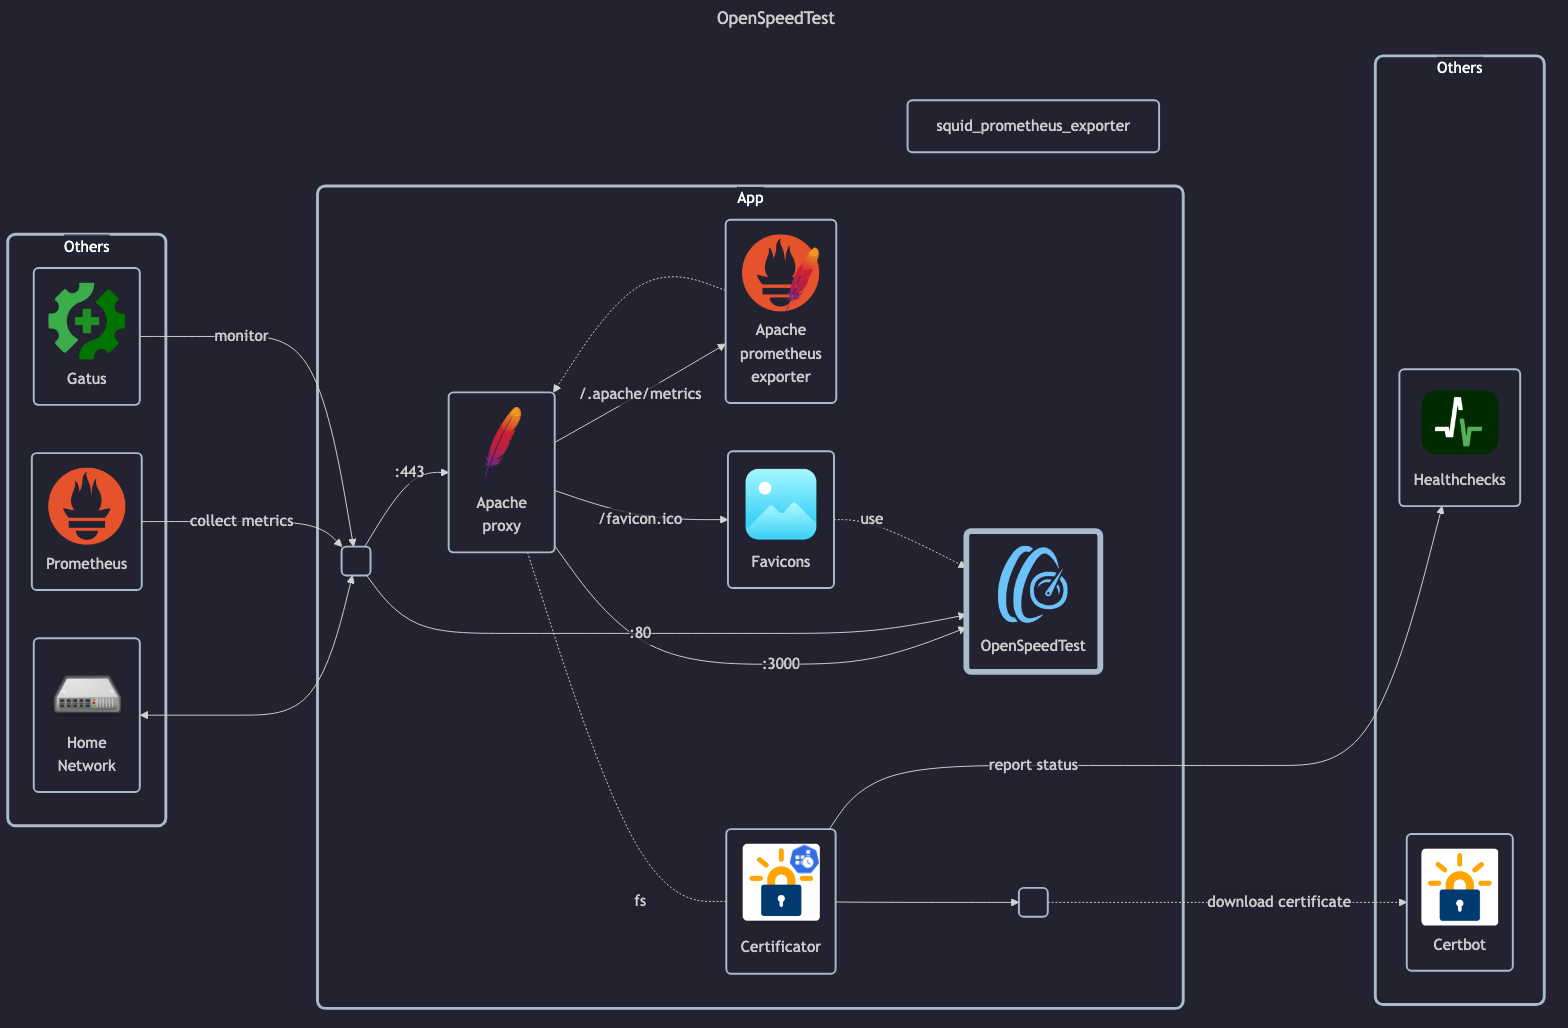 OpenSpeedTest
Others
squid_prometheus_exporter
App
Others
Gatus
monitor
Prometheus
collect metrics
Home
Network
:443
Apache
proxy
/.apache/metrics
Apache
prometheus
exporter
/favicon.ico
Favicons
use
:80
:3000
OpenSpeedTest
fs
Certificator
report status
download certificate
Healthchecks
Certbot